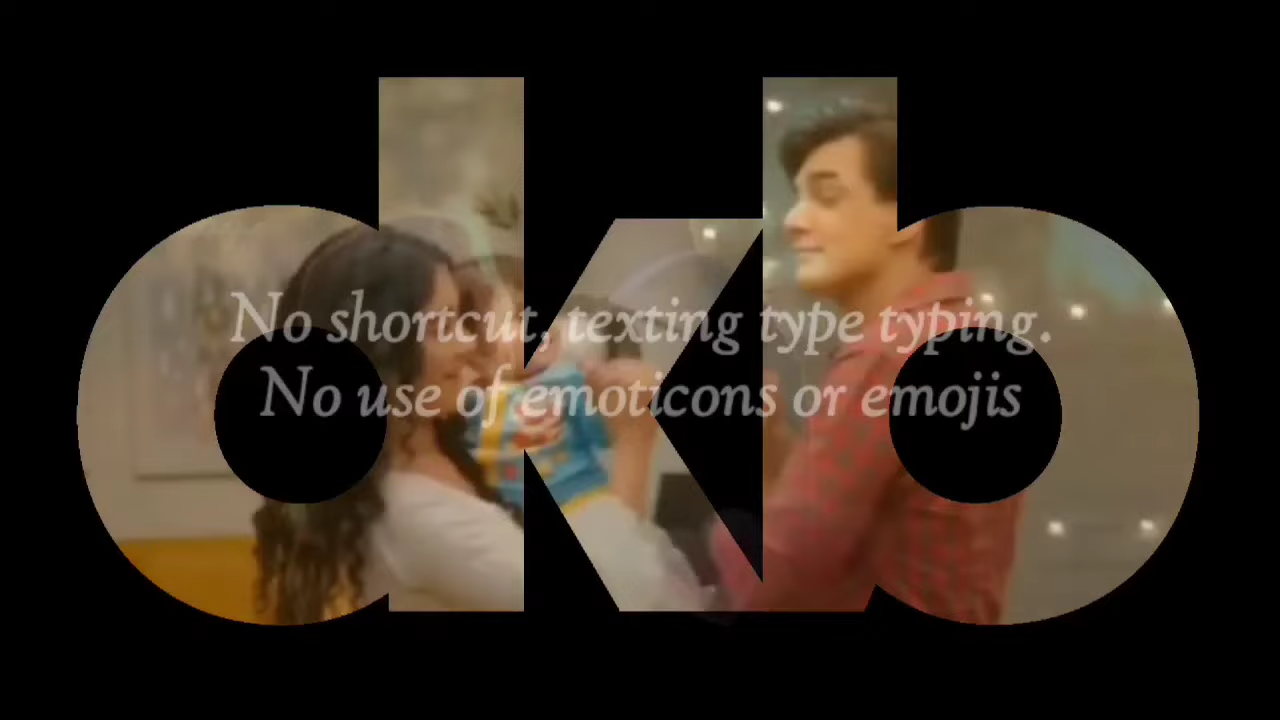 dkb
No shortcut, texting type typing.
No use of emoticons or emojis